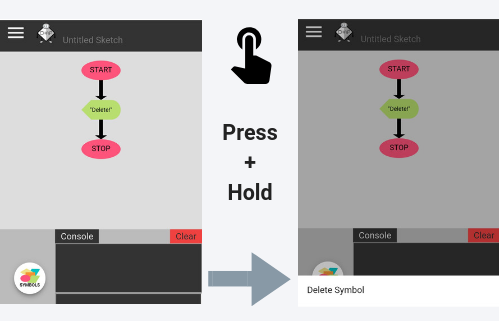 Untitled Sketch
START
"Delete!"
STOP
Console
Clear
SYMBOLS
Press
+
Hold
Untitled Sketch
START
"Delete!"
STOP
Console
Clear
Delete Symbol